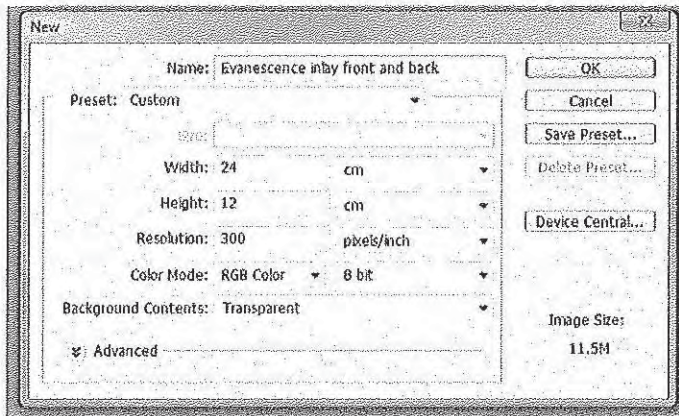 New
Name: Evanescence inlay front and back
OK
Preset: Custom
Cancel
Size:
Save Preset...
Width: 24 cm
Delete Preset...
Height: 12 cm
Device Central...
Resolution: 300 pixels/inch
Color Mode: RGB Color 8 bit
Background Contents: Transparent
Image Size:
Advanced
11.5M